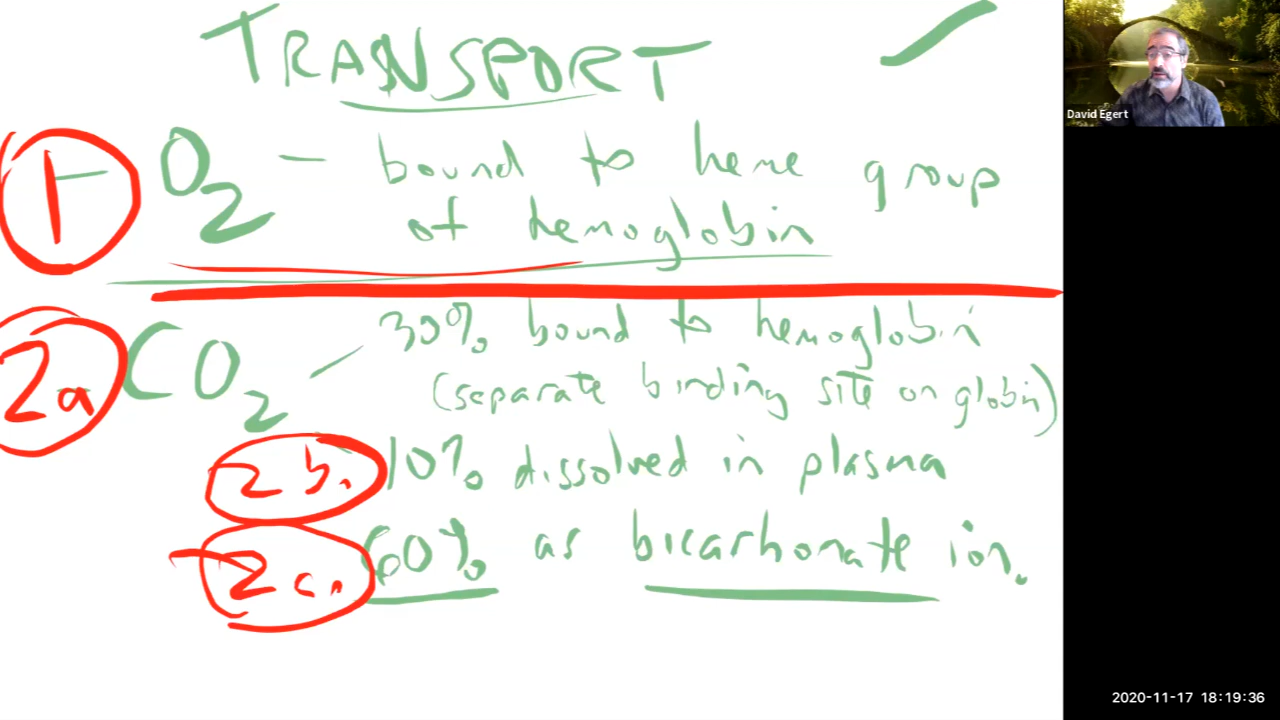 TRANSPORT
1 O2 - bound to heme group
of hemoglobin
2a CO2 - 30% bound to hemoglobin
(separate binding site on globin)
2b. 10% dissolved in plasma
2c. 60% as bicarbonate ion.
David Egert
2020-11-17 18:19:36